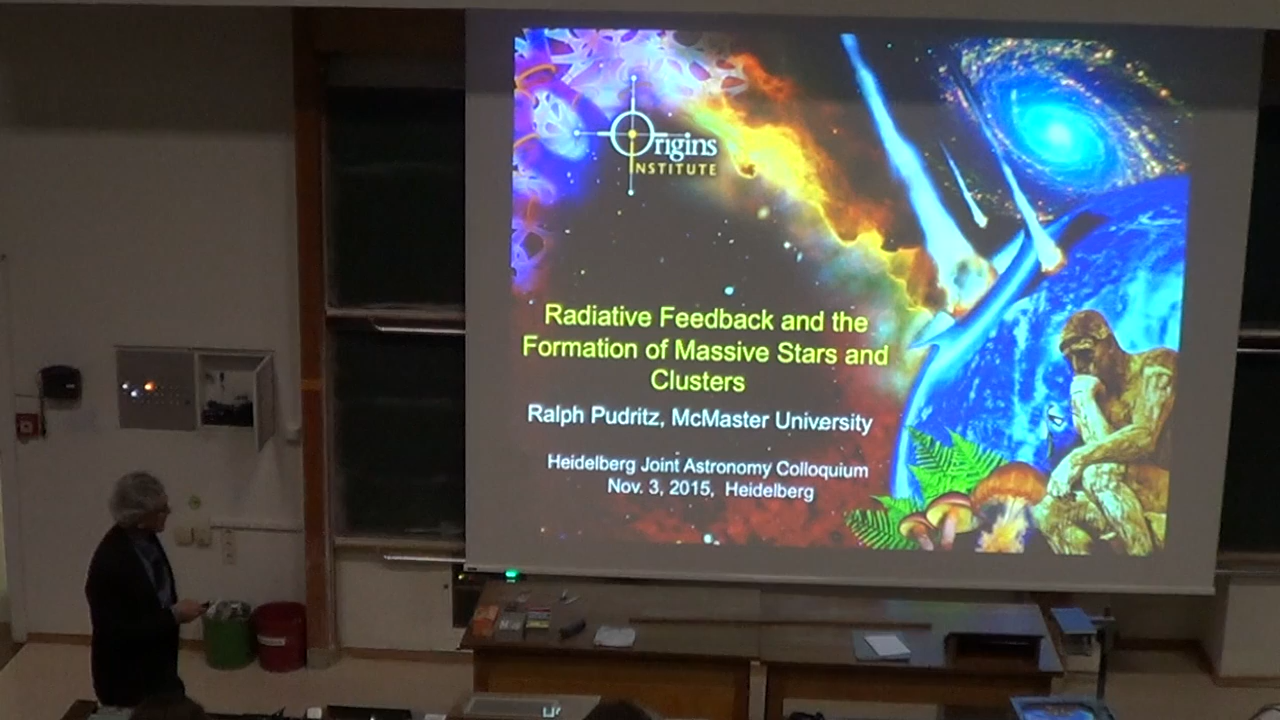 Origins
INSTITUTE
Radiative Feedback and the
Formation of Massive Stars and
Clusters
Ralph Pudritz, McMaster University
Heidelberg Joint Astronomy Colloquium
Nov. 3, 2015, Heidelberg